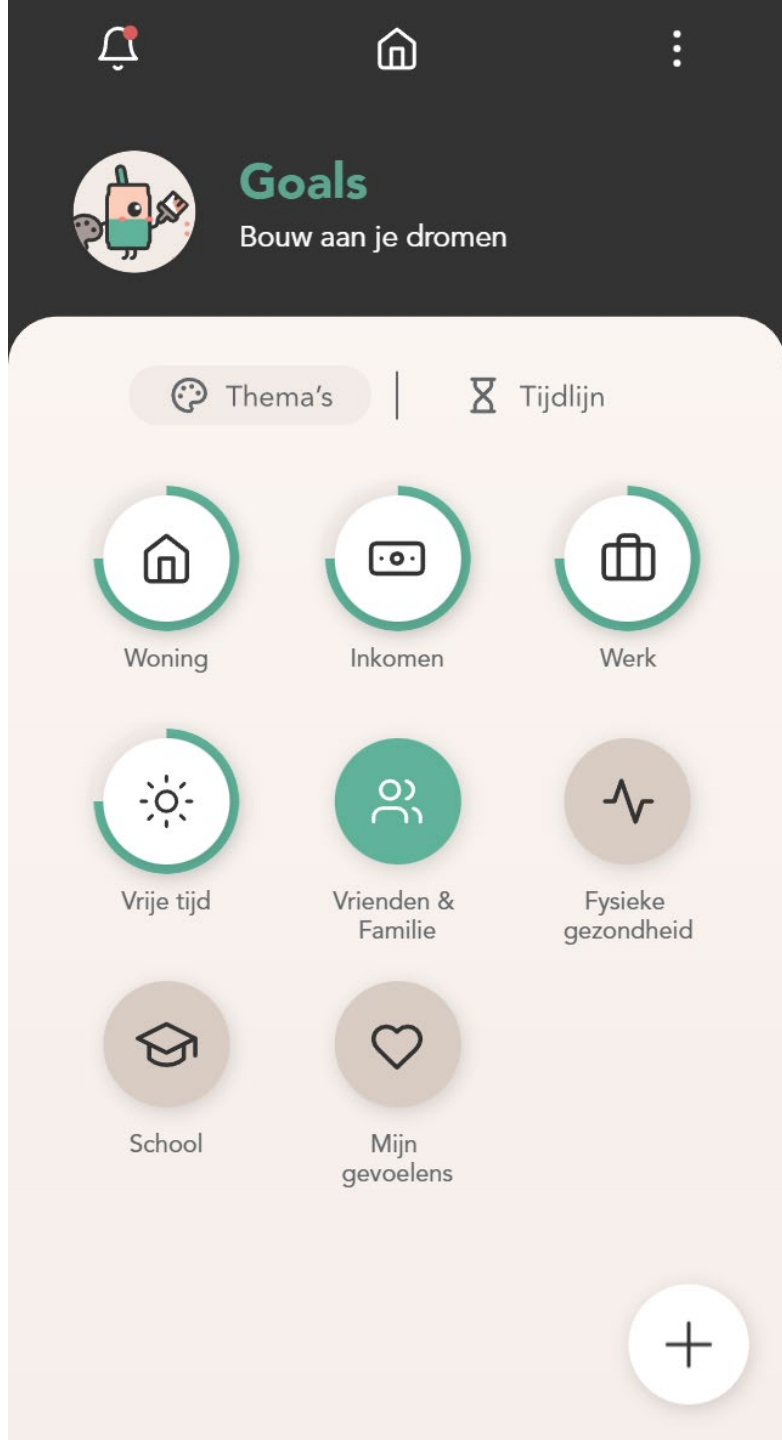 Goals
Bouw aan je dromen
Thema's
Tijdlijn
Woning
Inkomen
Werk
Vrije tijd
Vrienden &
Familie
Fysieke
gezondheid
School
Mijn
gevoelens